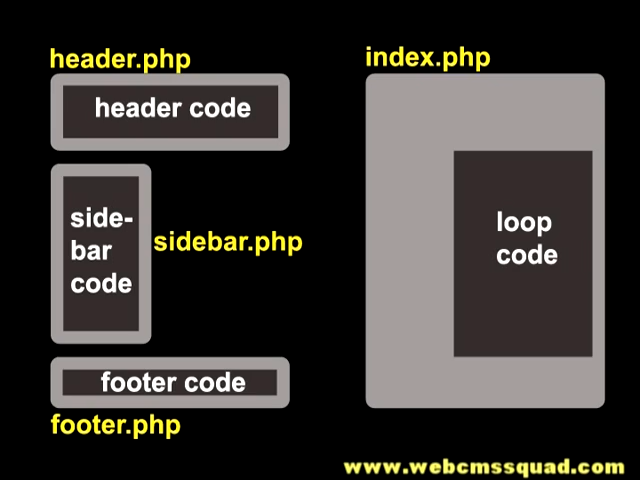 header.php
header code
side-
bar
code
sidebar.php
footer code
footer.php
index.php
loop
code
www.webcmssquad.com